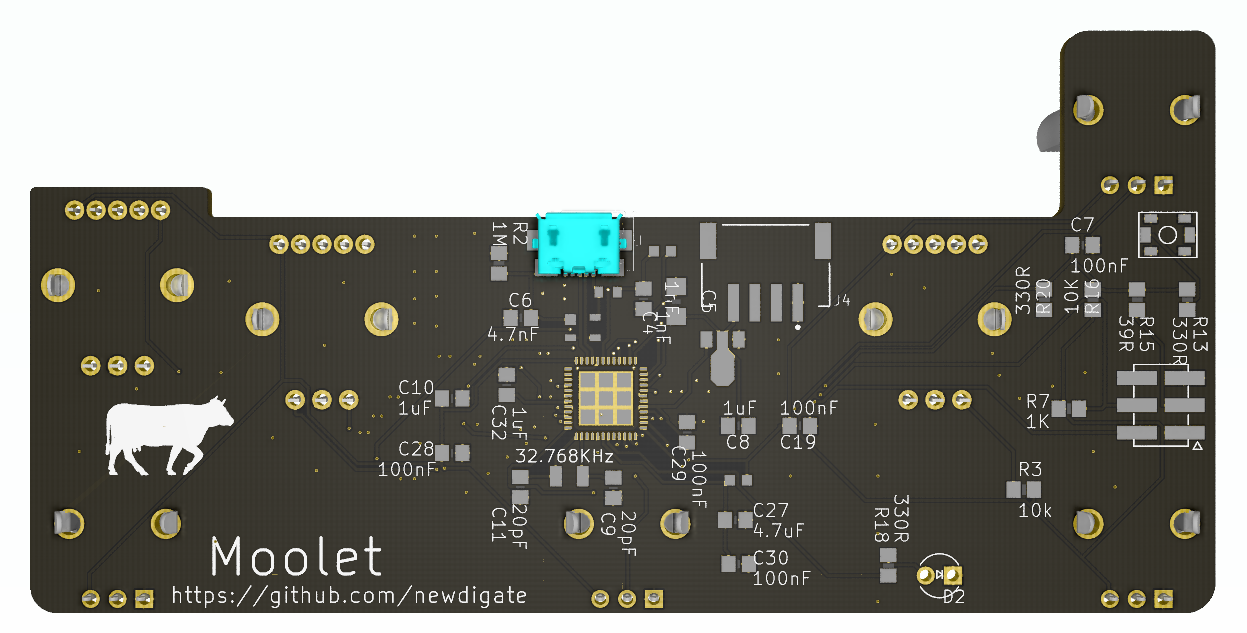 C7
100nF
R2
1M
J4
C6
4.7nF
1nF
C4
1nF
C5
330R
R20
10K
R16
R15
39R
R13
330R
C10
1uF
C32
1uF
C28
100nF
32.768KHz
C29
100nF
1uF
C8
100nF
C19
R7
1K
R3
10k
C11
20pF
C9
20pF
C27
4.7uF
C30
100nF
330R
R18
D2
Moolet
https://github.com/newdigate